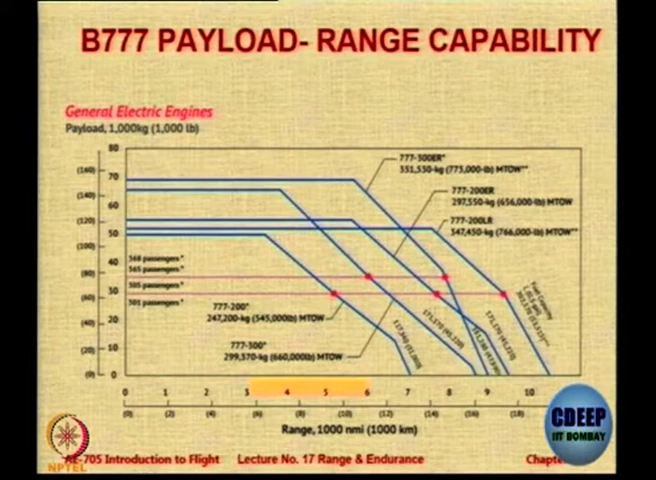 B777 PAYLOAD- RANGE CAPABILITY
General Electric Engines
Payload, 1,000kg (1,000 lb)
80
(160) 70
(140) 60
(120) 50
(100) 40
(80) 30
(60) 20
(40)
(20) 10
(0) 0
777-300ER*
351,530-kg (775,000-lb) MTOW**
777-200ER
297,550-kg (656,000-lb) MTOW
777-200LR
347,450-kg (766,000-lb) MTOW**
368 passengers*
365 passengers*
305 passengers*
301 passengers*
777-200*
247,200-kg (545,000lb) MTOW
777-300*
299,370-kg (660,000lb) MTOW
Fuel Capacity
0 1 2 3 4 5 6 7 8 9 10
(0) (2) (4) (6) (8) (10) (12) (14) (16) (18)
Range, 1000 nmi (1000 km)
CDEEP
IIT BOMBAY
NPTEL
AE-705 Introduction to Flight Lecture No. 17 Range & Endurance